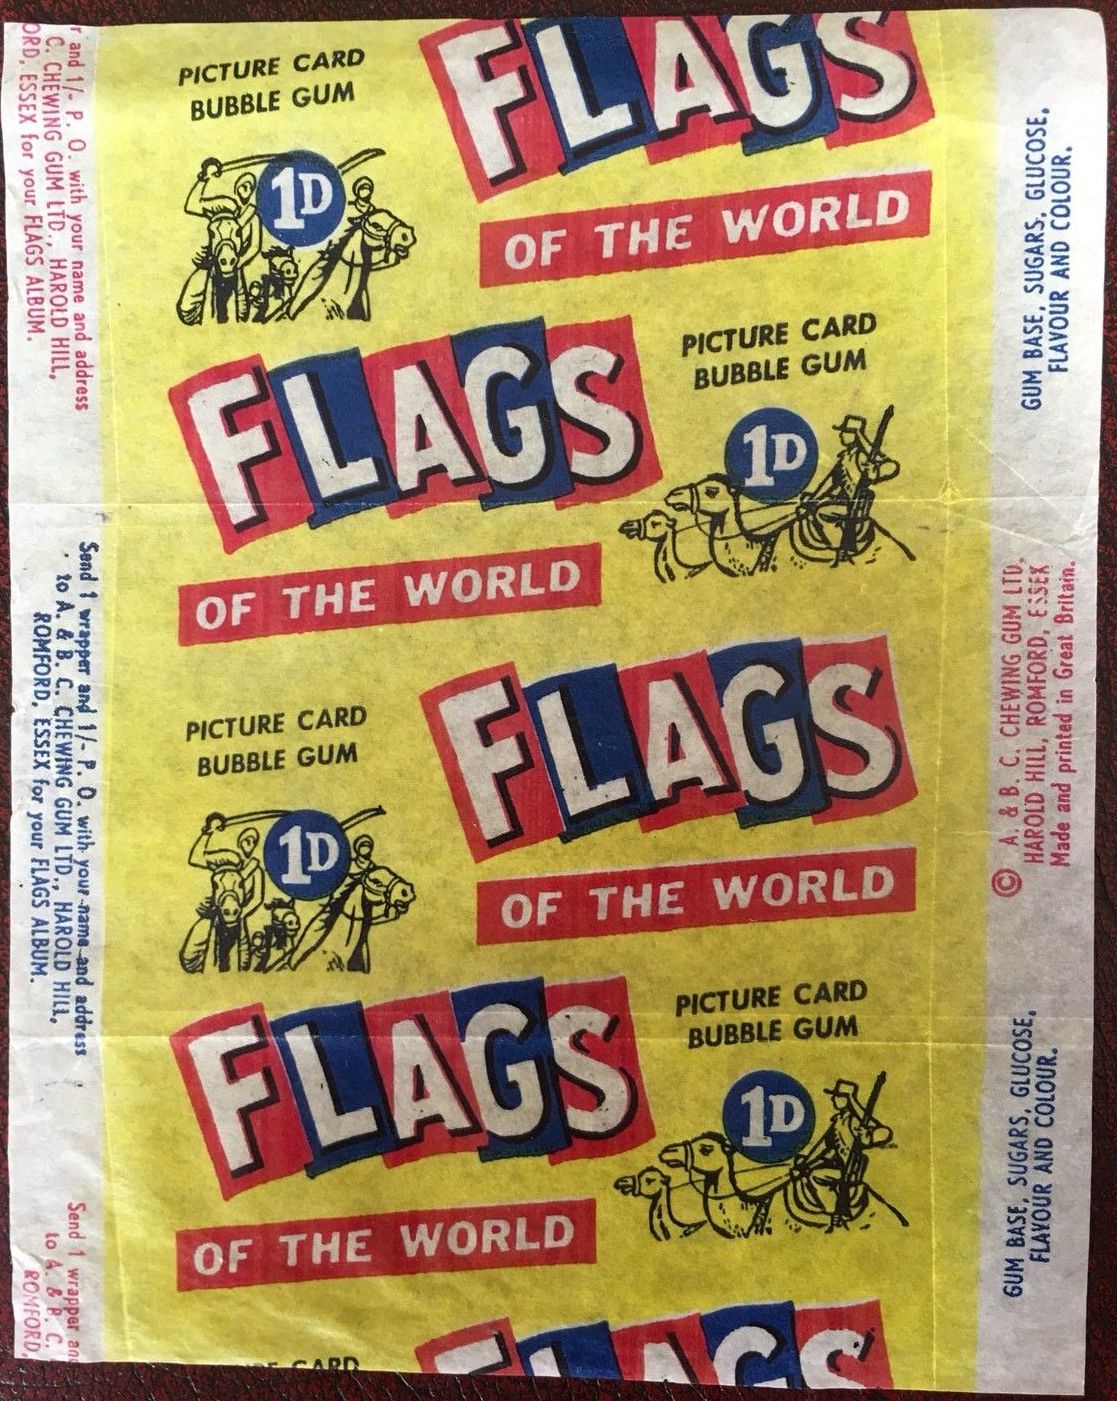 r and 1/- P. O. with your name and address
C. CHEWING GUM LTD., HAROLD HILL,
ORD, ESSEX for your FLAGS ALBUM.
PICTURE CARD
BUBBLE GUM
1D
FLAGS
OF THE WORLD
GUM BASE, SUGARS, GLUCOSE,
FLAVOUR AND COLOUR.
FLAGS
OF THE WORLD
PICTURE CARD
BUBBLE GUM
1D
Send 1 wrapper and 1/- P. O. with your name and address
to A. & B. C. CHEWING GUM LTD., HAROLD HILL,
ROMFORD, ESSEX for your FLAGS ALBUM.
PICTURE CARD
BUBBLE GUM
1D
FLAGS
OF THE WORLD
© A. & B. C. CHEWING GUM LTD.
HAROLD HILL, ROMFORD, ESSEX
Made and printed in Great Britain.
FLAGS
OF THE WORLD
PICTURE CARD
BUBBLE GUM
1D
GUM BASE, SUGARS, GLUCOSE,
FLAVOUR AND COLOUR.
Send 1 wrapper an
to A. & B. C.
ROMFORD,
CARD
FLAGS